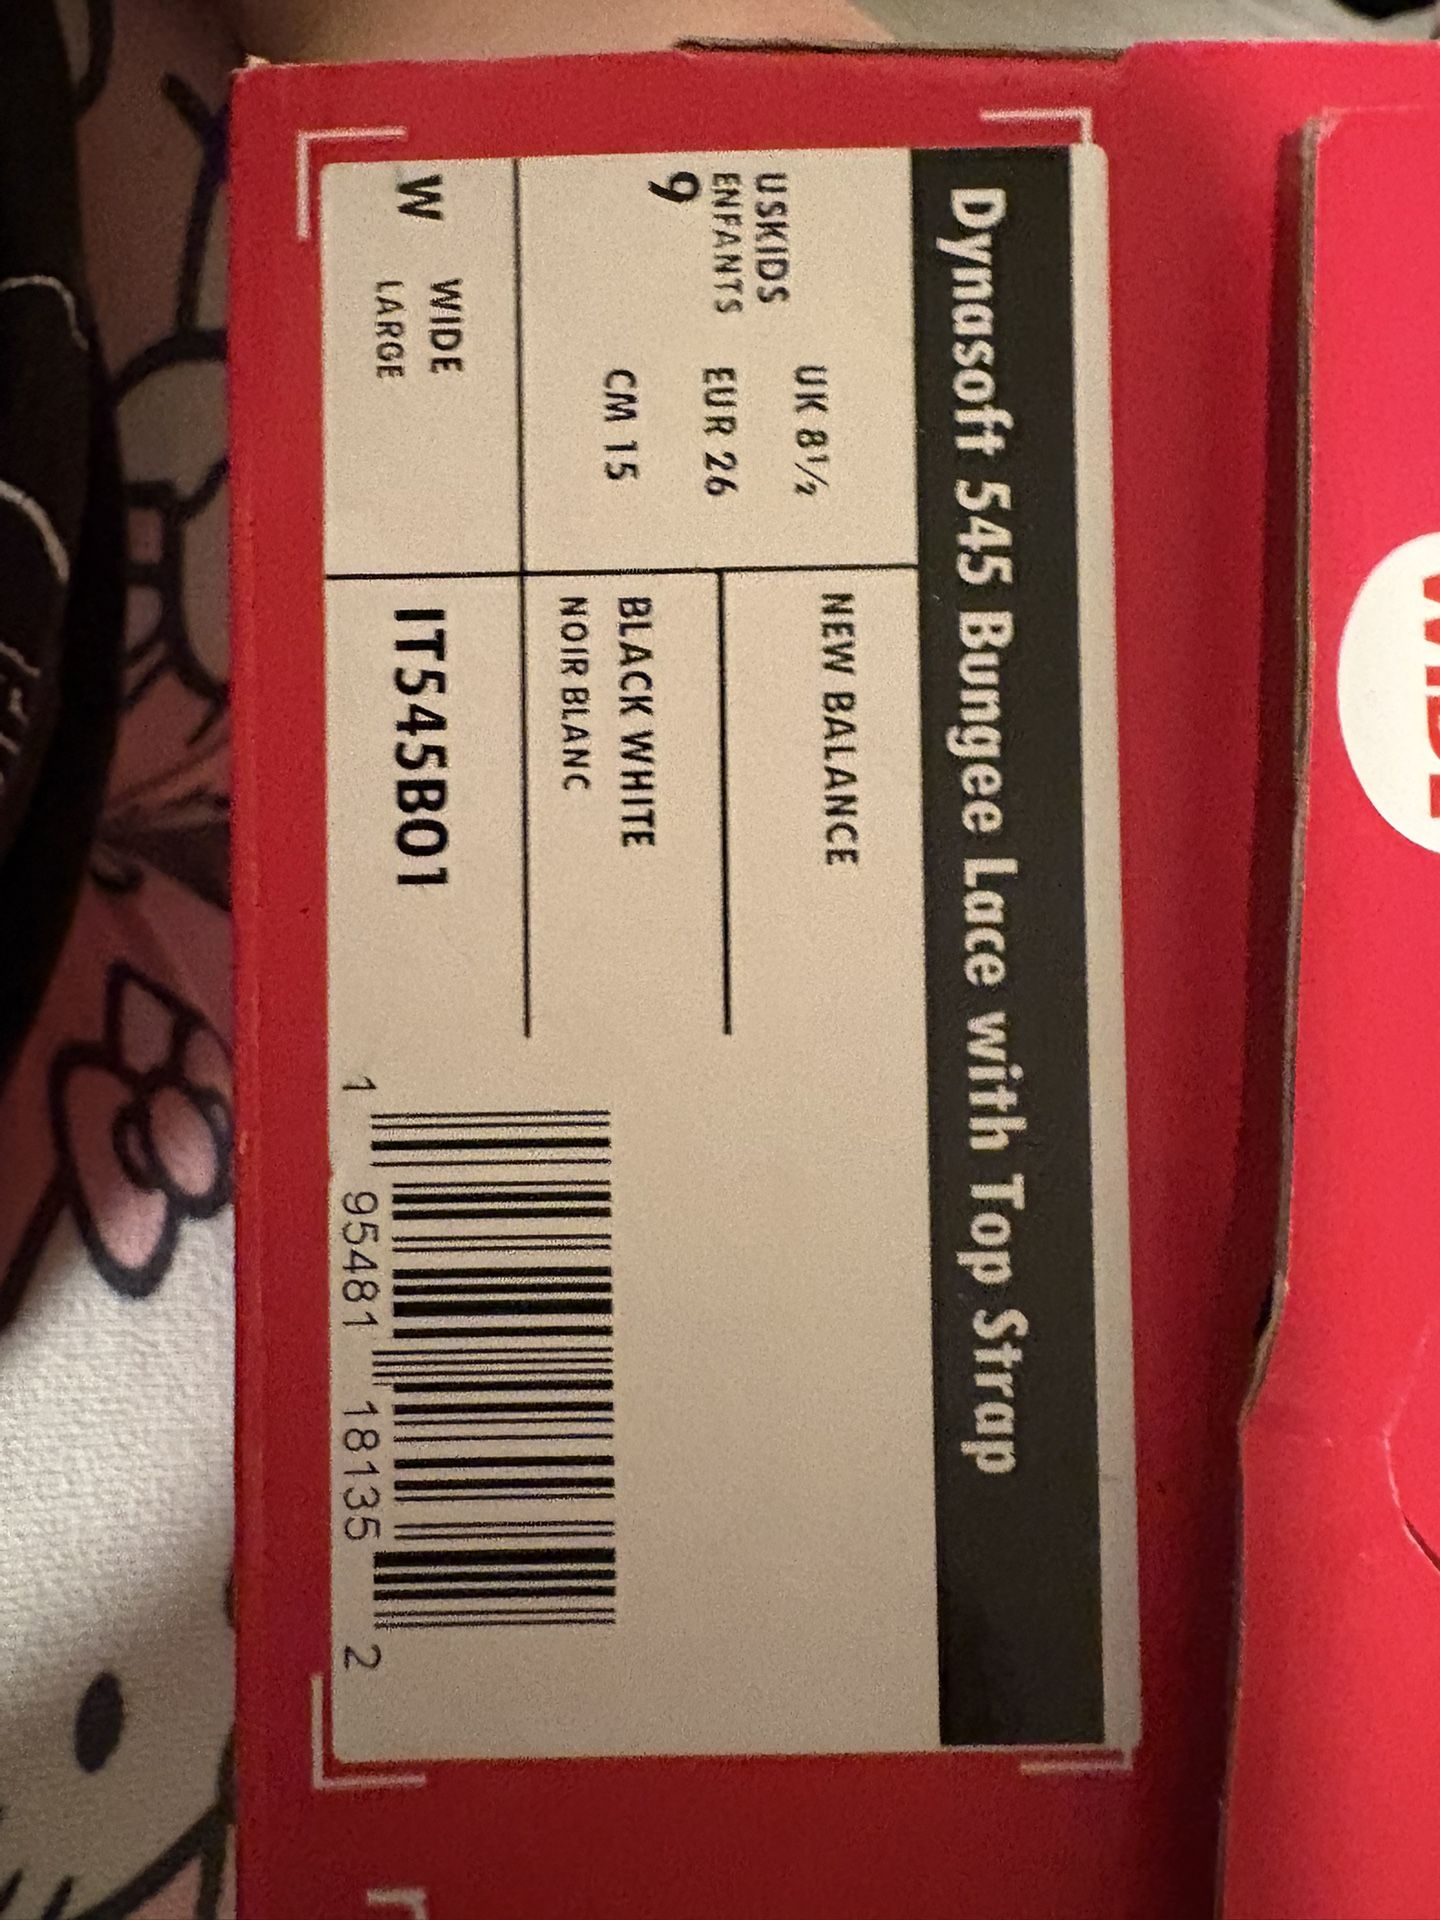 Dynasoft 545 Bungee Lace with Top Strap
USKIDS
ENFANTS
9
UK 8½
EUR 26
CM 15
NEW BALANCE
BLACK WHITE
NOIR BLANC
W WIDE
LARGE
IT545BO1
1 95481 18135 2
WIDE